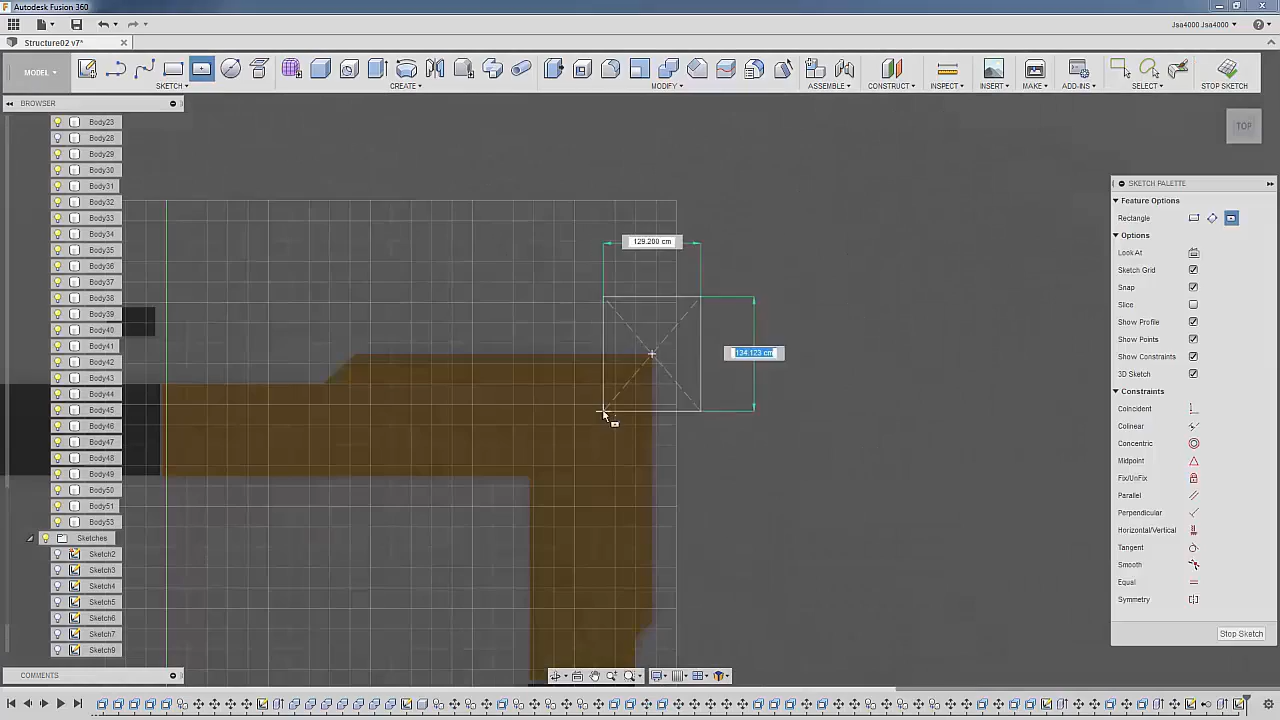 Autodesk Fusion 360
Jsa4000 Jsa4000
Structure02 v7*
MODEL
SKETCH
CREATE
MODIFY
ASSEMBLE
CONSTRUCT
INSPECT
INSERT
MAKE
ADD-INS
SELECT
STOP SKETCH
BROWSER
Body23
Body28
Body29
Body30
Body31
Body32
Body33
Body34
Body35
Body36
Body37
Body38
Body39
Body40
Body41
Body42
Body43
Body44
Body45
Body46
Body47
Body48
Body49
Body50
Body51
Body53
Sketches
Sketch2
Sketch3
Sketch4
Sketch5
Sketch6
Sketch7
Sketch9
COMMENTS
129.200 cm
134.123 cm
TOP
SKETCH PALETTE
Feature Options
Rectangle
Options
Look At
Sketch Grid
Snap
Slice
Show Profile
Show Points
Show Constraints
3D Sketch
Constraints
Coincident
Colinear
Concentric
Midpoint
Fix/UnFix
Parallel
Perpendicular
Horizontal/Vertical
Tangent
Smooth
Equal
Symmetry
Stop Sketch